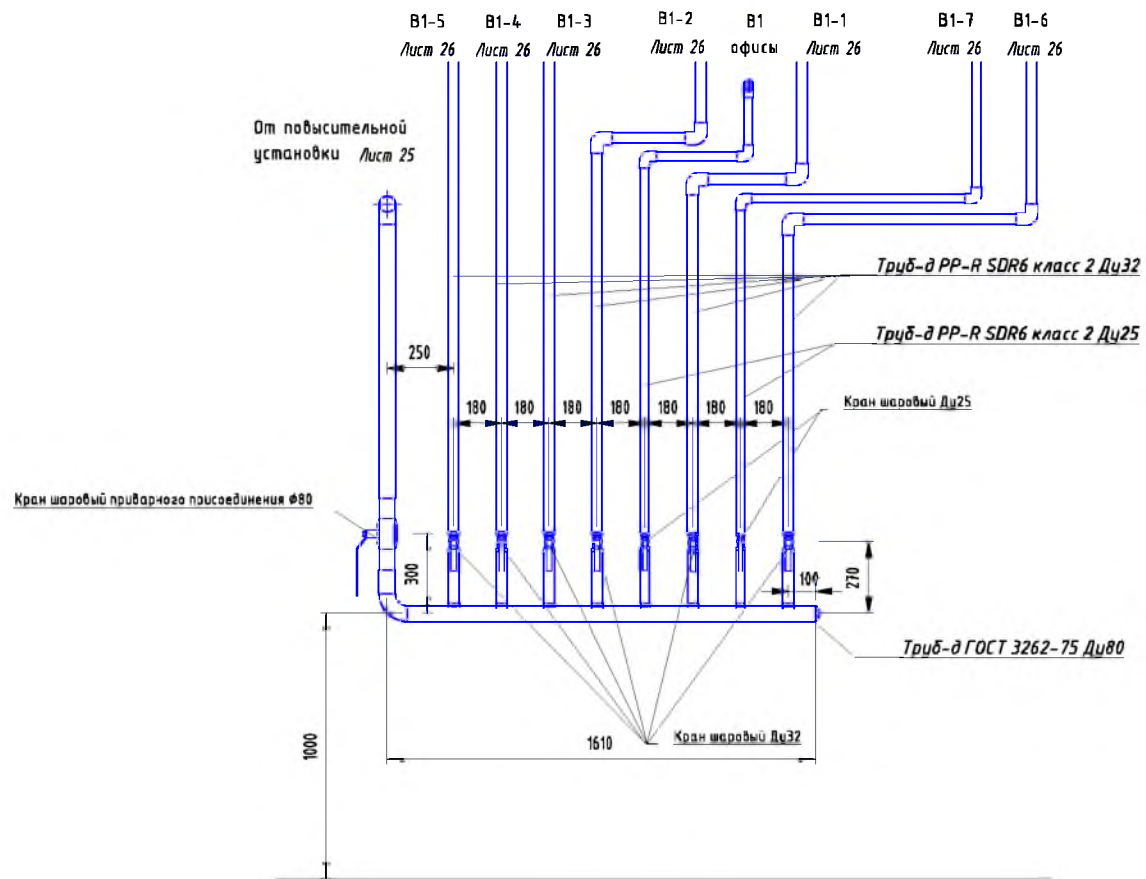 В1-5 В1-4 В1-3 В1-2 В1 В1-1 В1-7 В1-6
Лист 26 Лист 26 Лист 26 Лист 26 офисы Лист 26 Лист 26 Лист 26
От повысительной
установки Лист 25
Труб-д PP-R SDR6 класс 2 Ду32
Труб-д PP-R SDR6 класс 2 Ду25
250
Кран шаровый Ду25
180 180 180 180 180 180 180
Кран шаровый приварного присоединения ф80
300
100
270
Труб-д ГОСТ 3262-75 Ду80
Кран шаровый Ду32
1610
1000